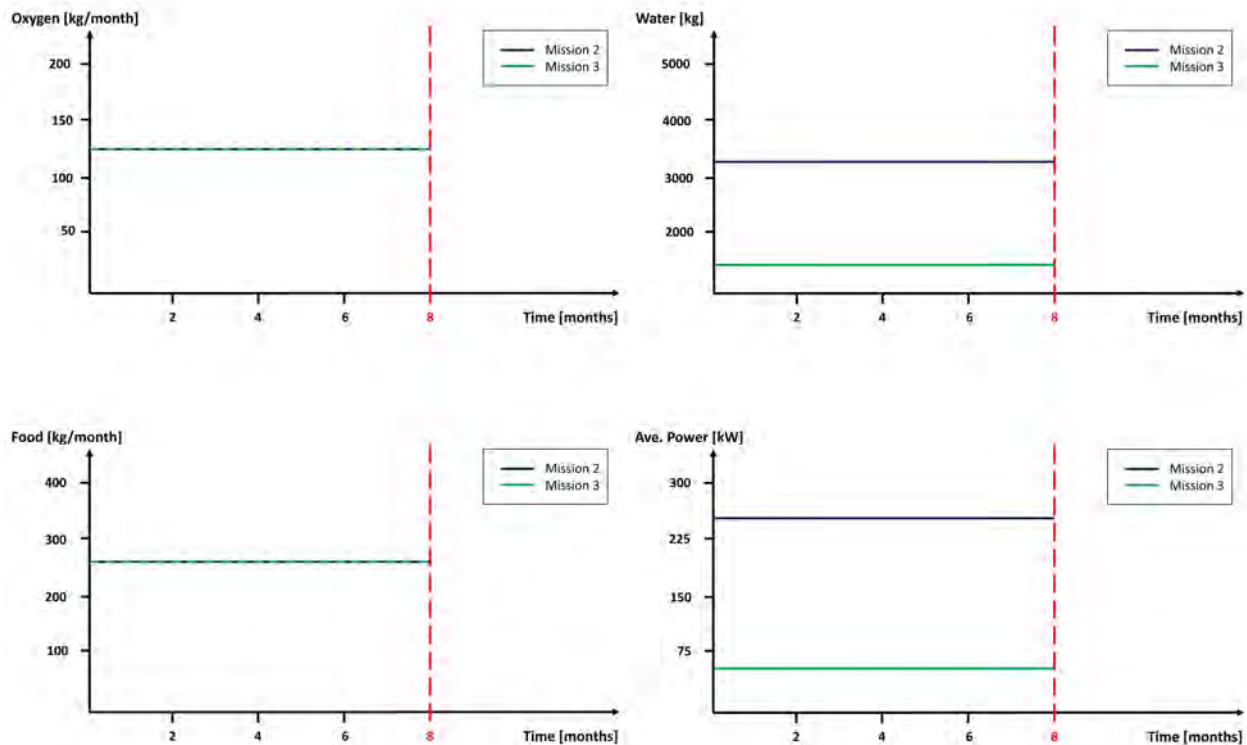 Oxygen [kg/month]
200
150
100
50
2
4
6
8
Time [months]
Mission 2
Mission 3
Water [kg]
5000
4000
3000
2000
2
4
6
8
Time [months]
Mission 2
Mission 3
Food [kg/month]
400
300
200
100
2
4
6
8
Time [months]
Mission 2
Mission 3
Ave. Power [kW]
300
225
150
75
2
4
6
8
Time [months]
Mission 2
Mission 3